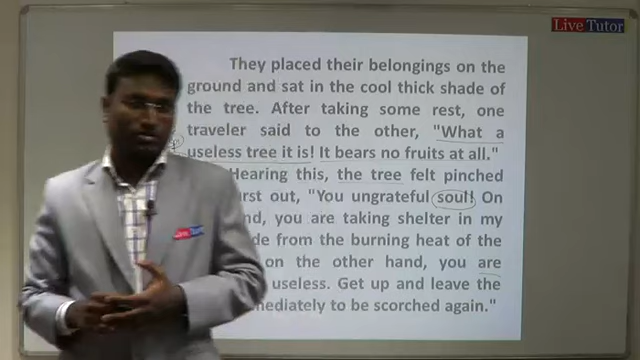 Live Tutor
They placed their belongings on the
ground and sat in the cool thick shade of
the tree. After taking some rest, one
traveler said to the other, "What a
useless tree it is! It bears no fruits at all."
Hearing this, the tree felt pinched
out, "You ungrateful soul! On
you are taking shelter in my
from the burning heat of the
on the other hand, you are
useless. Get up and leave the
to be scorched again."